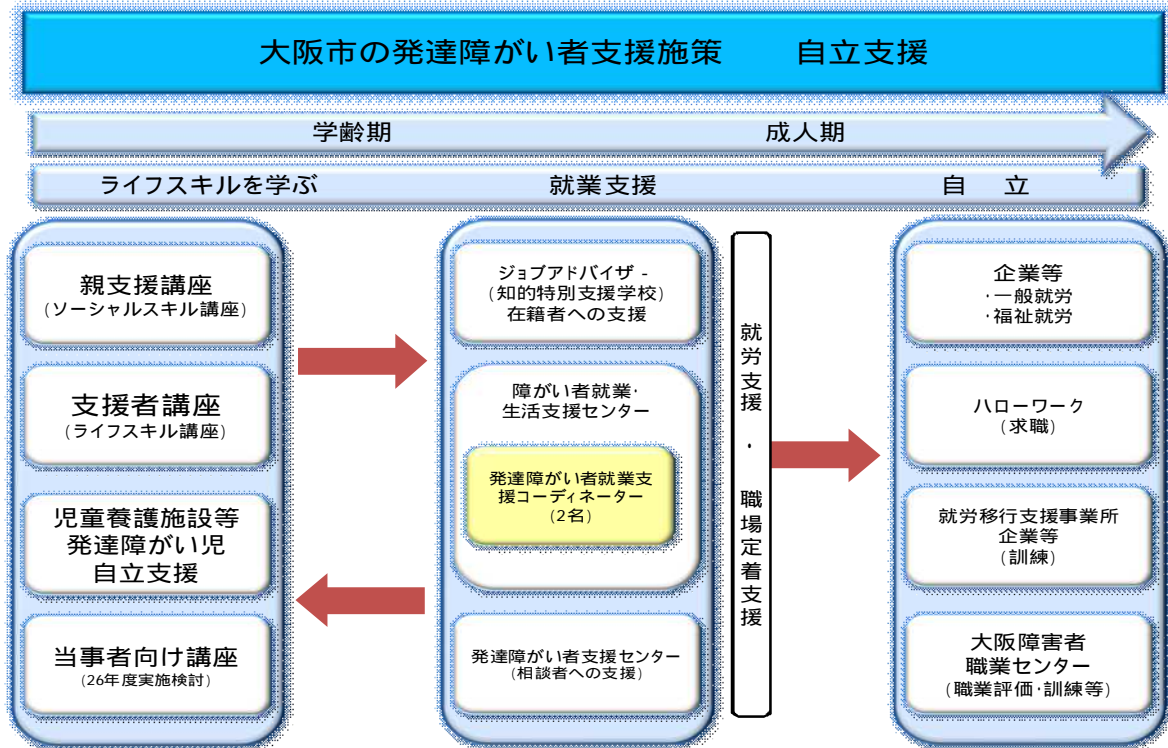 大阪市の発達障がい者支援施策　　自立支援
学齢期　成人期
ライフスキルを学ぶ　就業支援　自　立
親支援講座
(ソーシャルスキル講座)
支援者講座
(ライフスキル講座)
児童養護施設等
発達障がい児
自立支援
当事者向け講座
(26年度実施検討)
ジョブアドバイザ-
(知的特別支援学校)
在籍者への支援
障がい者就業・
生活支援センター
発達障がい者就業支
援コーディネーター
(2名)
発達障がい者支援センター
(相談者への支援)
就労支援・職場定着支援
企業等
・一般就労
・福祉就労
ハローワーク
(求職)
就労移行支援事業所
企業等
(訓練)
大阪障害者
職業センター
(職業評価・訓練等)